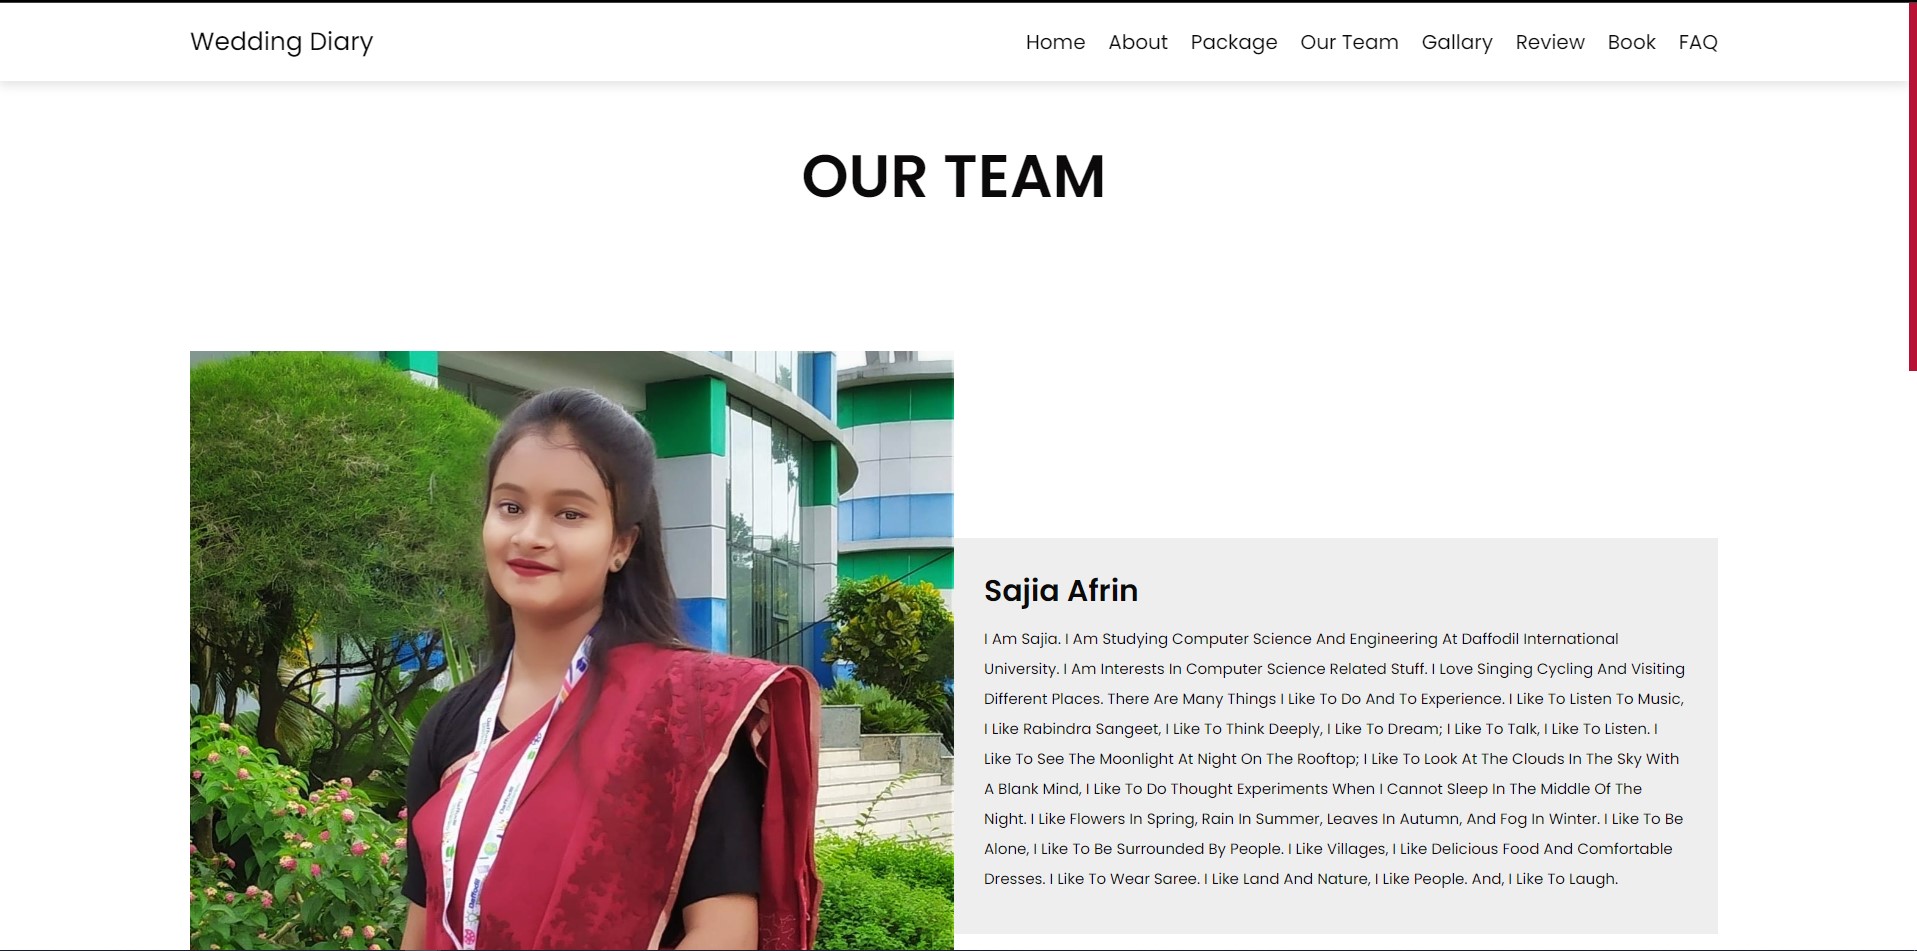 Wedding Diary
Home About Package Our Team Gallary Review Book FAQ
OUR TEAM
Sajia Afrin
I Am Sajia. I Am Studying Computer Science And Engineering At Daffodil International
University. I Am Interests In Computer Science Related Stuff. I Love Singing Cycling And Visiting
Different Places. There Are Many Things I Like To Do And To Experience. I Like To Listen To Music,
I Like Rabindra Sangeet, I Like To Think Deeply, I Like To Dream; I Like To Talk, I Like To Listen. I
Like To See The Moonlight At Night On The Rooftop; I Like To Look At The Clouds In The Sky With
A Blank Mind, I Like To Do Thought Experiments When I Cannot Sleep In The Middle Of The
Night. I Like Flowers In Spring, Rain In Summer, Leaves In Autumn, And Fog In Winter. I Like To Be
Alone, I Like To Be Surrounded By People. I Like Villages, I Like Delicious Food And Comfortable
Dresses. I Like To Wear Saree. I Like Land And Nature, I Like People. And, I Like To Laugh.